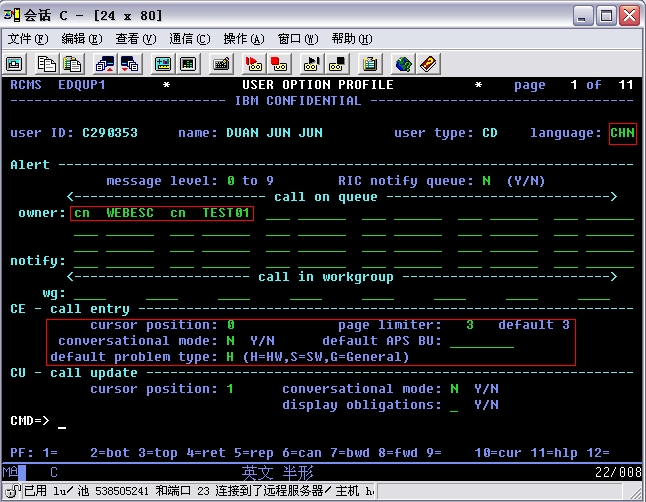 会话 C - [24 x 80]
文件(F) 编辑(E) 查看(V) 通信(C) 操作(A) 窗口(W) 帮助(H)
RCMS EDQUP1 * USER OPTION PROFILE * page 1 of 11
IBM CONFIDENTIAL
user ID: C290353 name: DUAN JUN JUN user type: CD language: CHN
Alert
message level: 0 to 9 RIC notify queue: N (Y/N)
<---------------------- call on queue ---------------------->
owner: cn WEBESC cn TEST01
notify:
<---------------------- call in workgroup ---------------------->
wg:
CE - call entry
cursor position: 0 page limiter: 3 default 3
conversational mode: N Y/N default APS BU:
default problem type: H (H=HW,S=SW,G=General)
CU - call update
cursor position: 1 conversational mode: N Y/N
display obligations: _ Y/N
CMD=> _
PF: 1= 2=bot 3=top 4=ret 5=rep 6=can 7=bwd 8=fwd 9= 10=cur 11=hlp 12=
MA C 英文 半形 22/008
已用 lu/池 538505241 和端口 23 连接到了远程服务器/主机